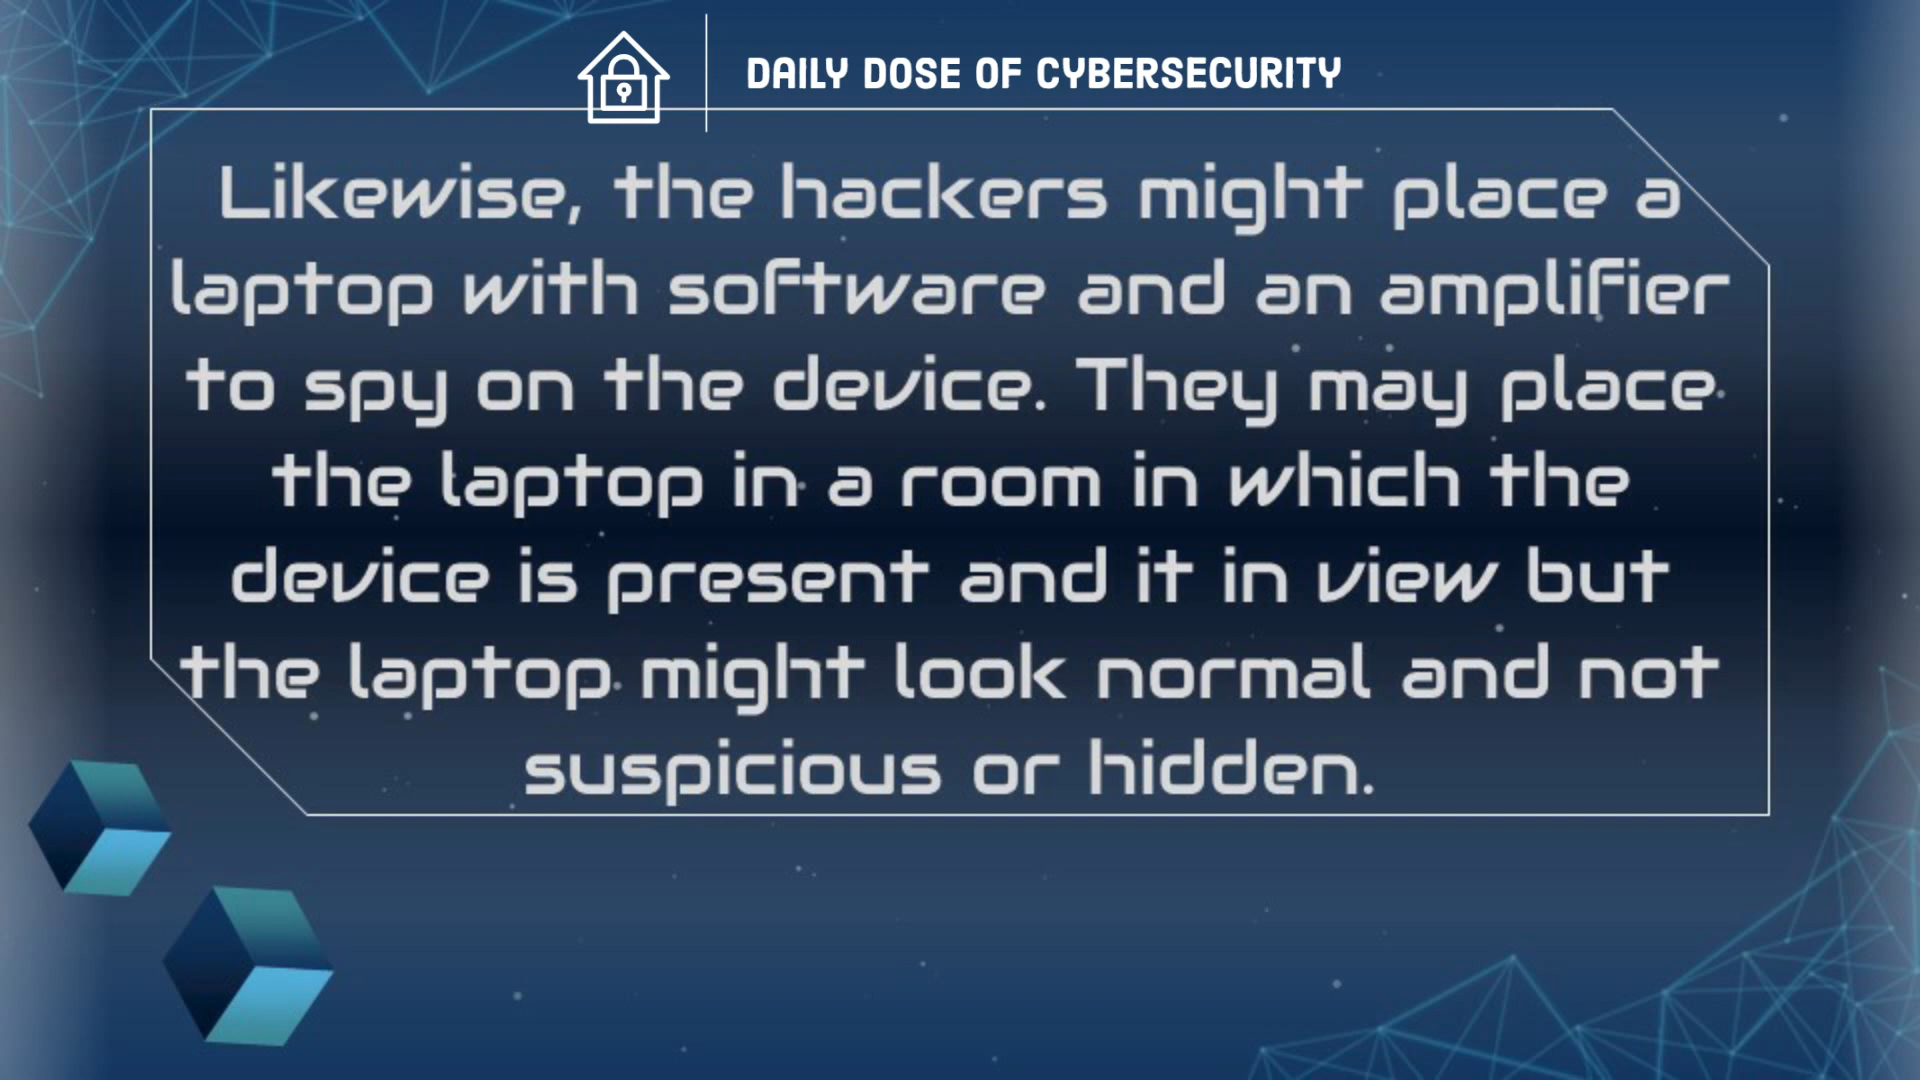 DAILY DOSE OF CYBERSECURITY
Likewise, the hackers might place a
laptop with software and an amplifier
to spy on the device. They may place
the laptop in a room in which the
device is present and it in view but
the laptop might look normal and not
suspicious or hidden.